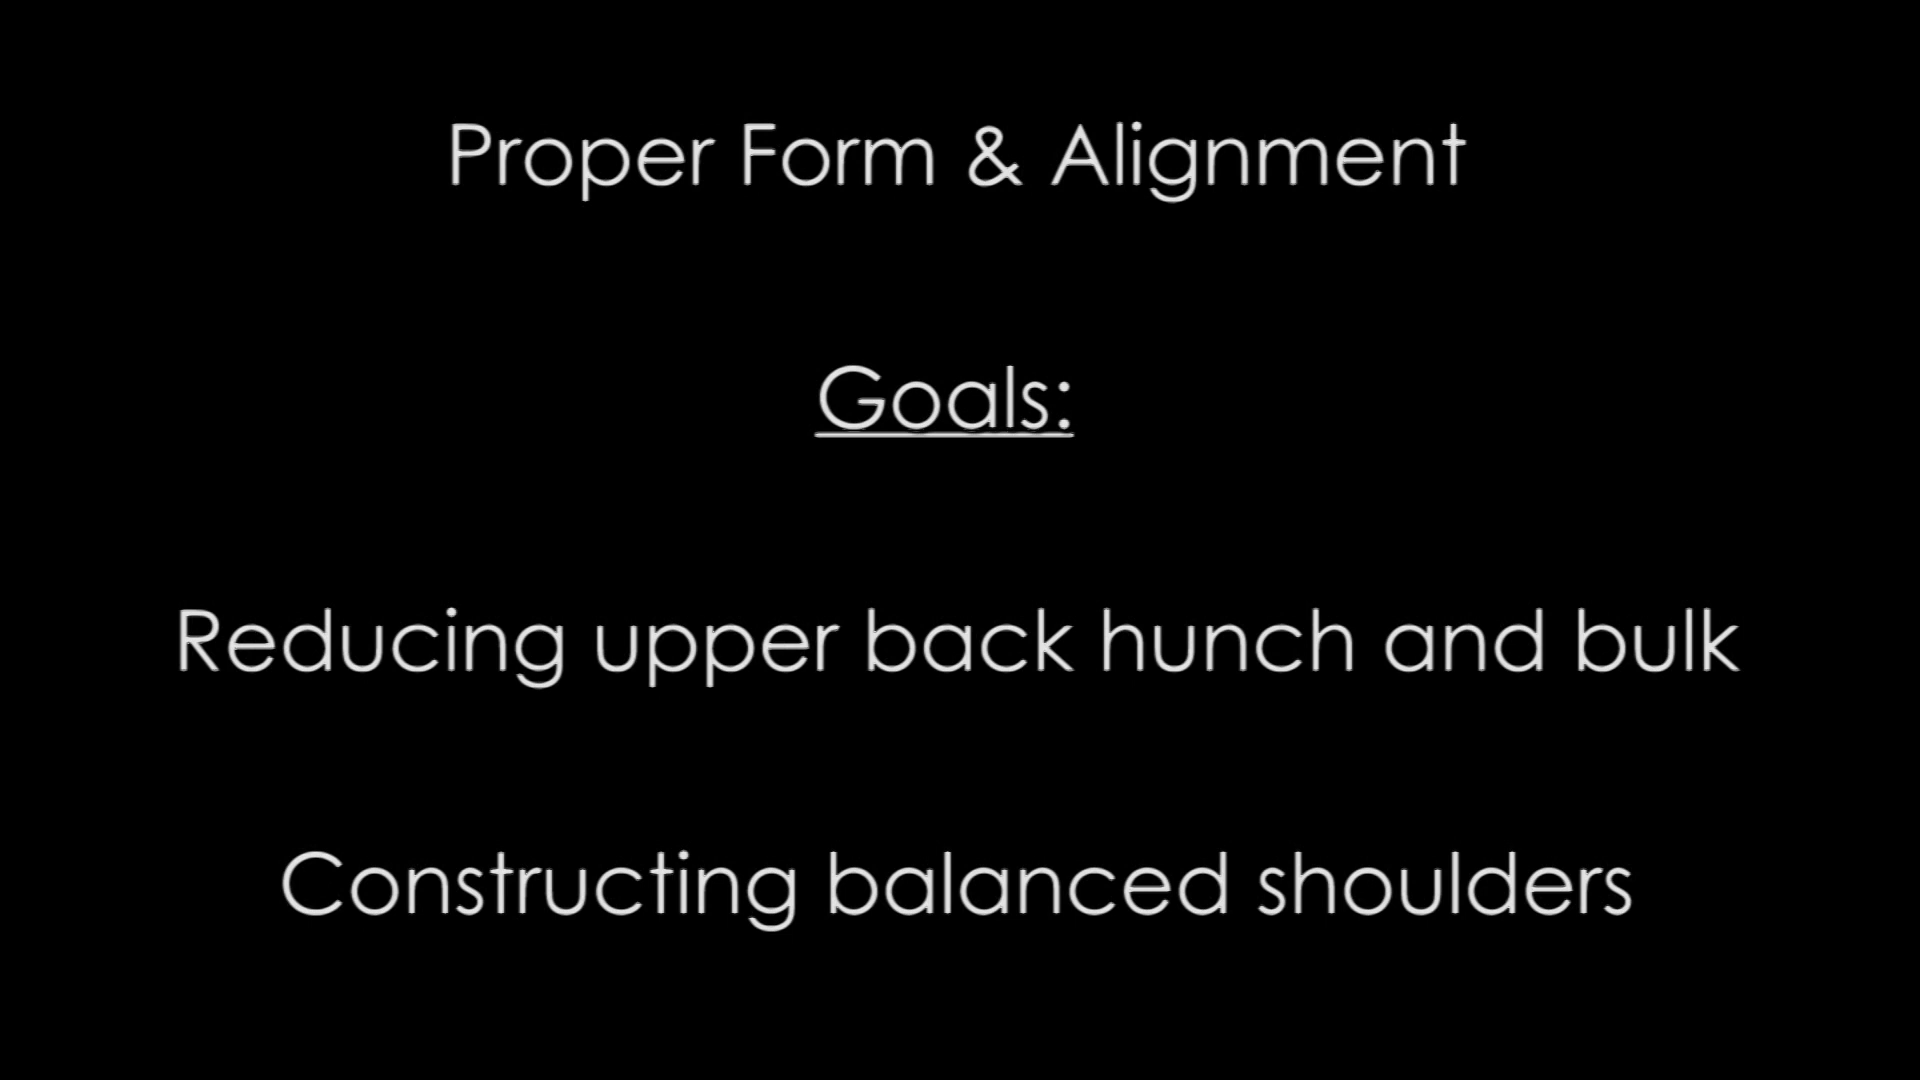 Proper Form & Alignment
Goals:
Reducing upper back hunch and bulk
Constructing balanced shoulders